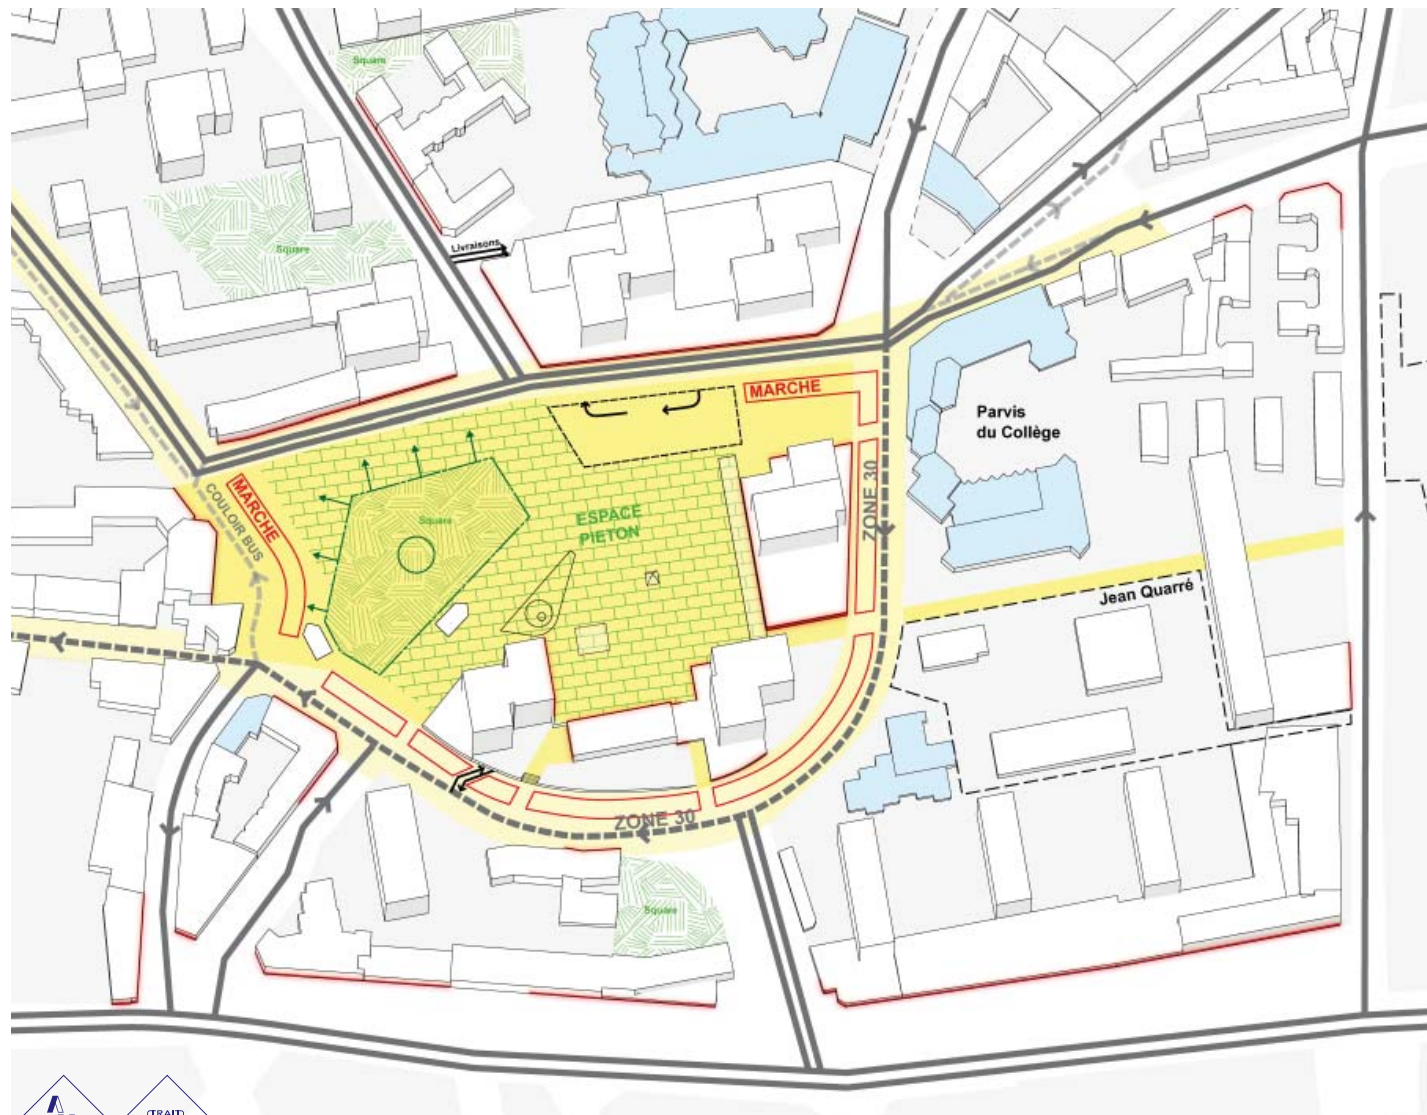 Square
Livraisons
Square
MARCHE
Parvis
du Collège
MARCHE
COULOIR BUS
ZONE 30
Square
ESPACE
PIETON
Jean Quarré
ZONE 30
Square
TRAIT